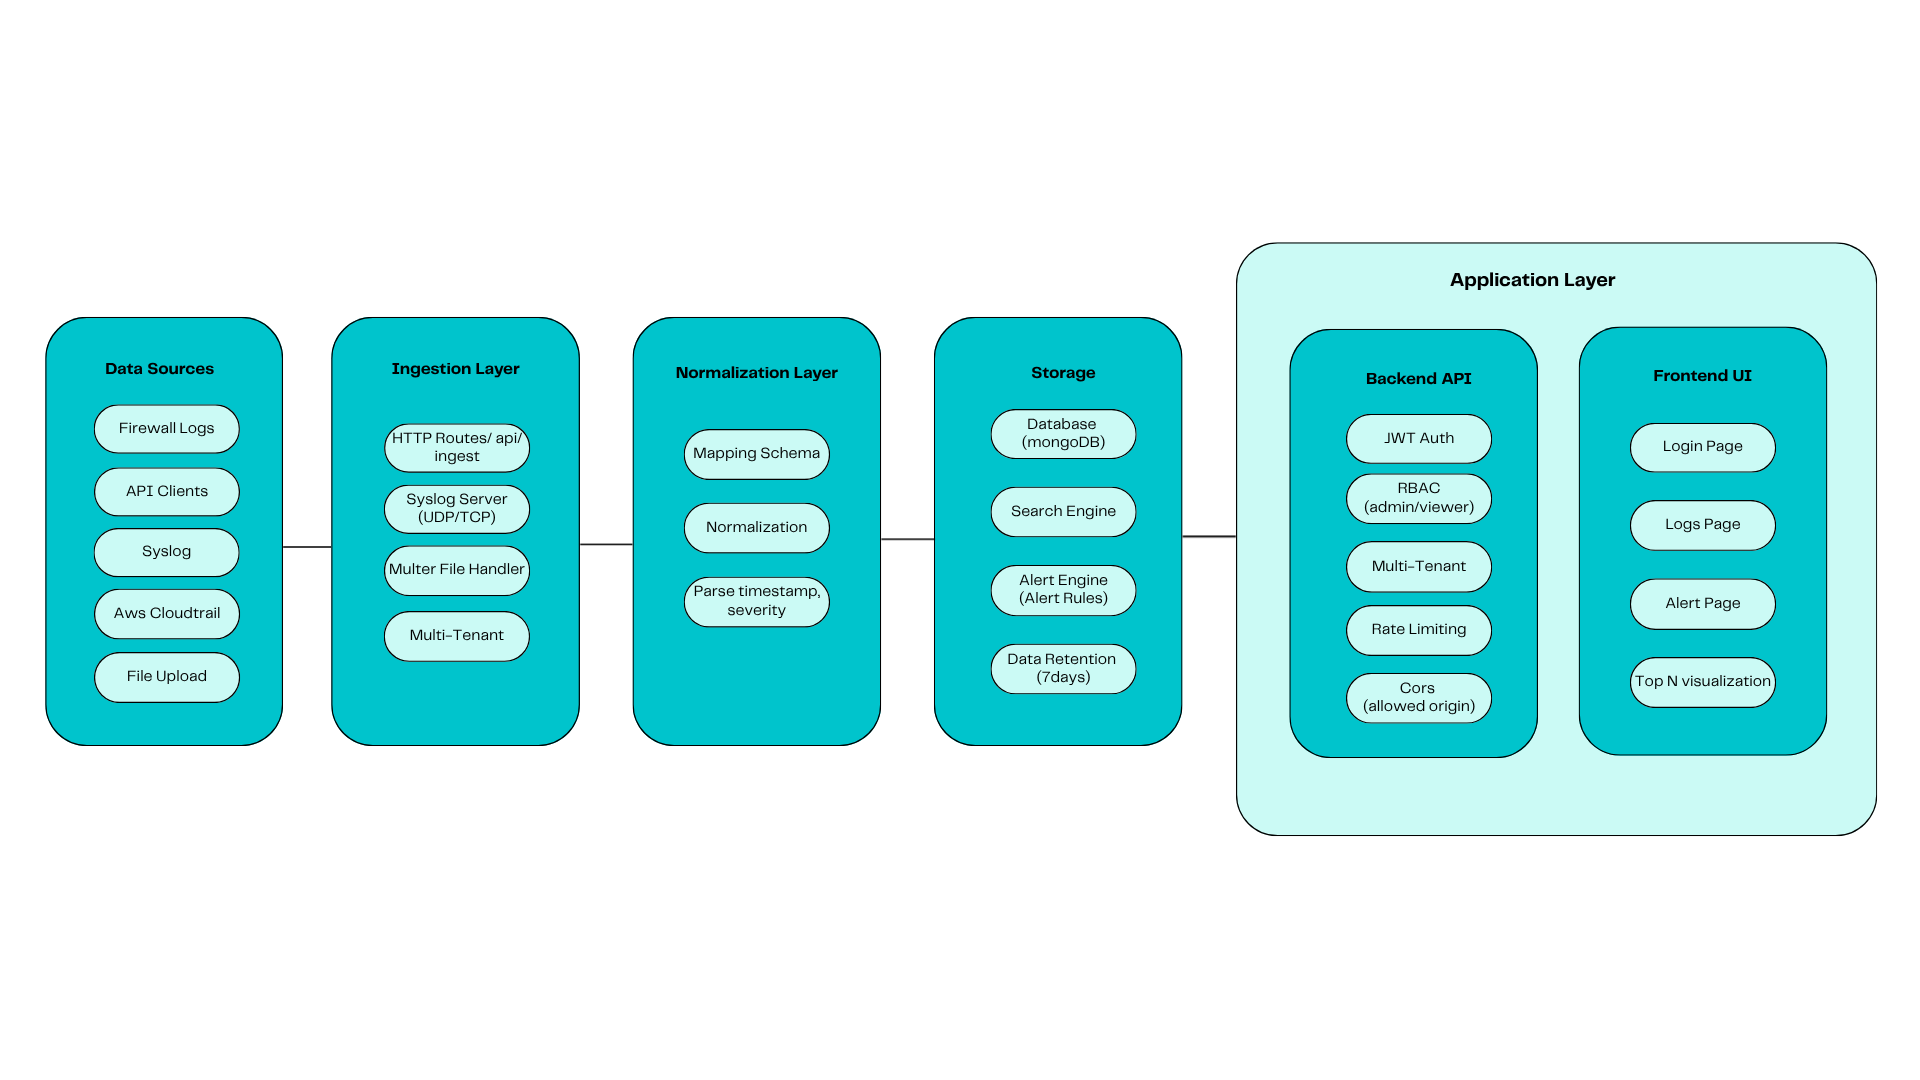 Data Sources
Firewall Logs
API Clients
Syslog
Aws Cloudtrail
File Upload
Ingestion Layer
HTTP Routes/ api/
ingest
Syslog Server
(UDP/TCP)
Multer File Handler
Multi-Tenant
Normalization Layer
Mapping Schema
Normalization
Parse timestamp,
severity
Storage
Database
(mongoDB)
Search Engine
Alert Engine
(Alert Rules)
Data Retention
(7days)
Application Layer
Backend API
JWT Auth
RBAC
(admin/viewer)
Multi-Tenant
Rate Limiting
Cors
(allowed origin)
Frontend UI
Login Page
Logs Page
Alert Page
Top N visualization